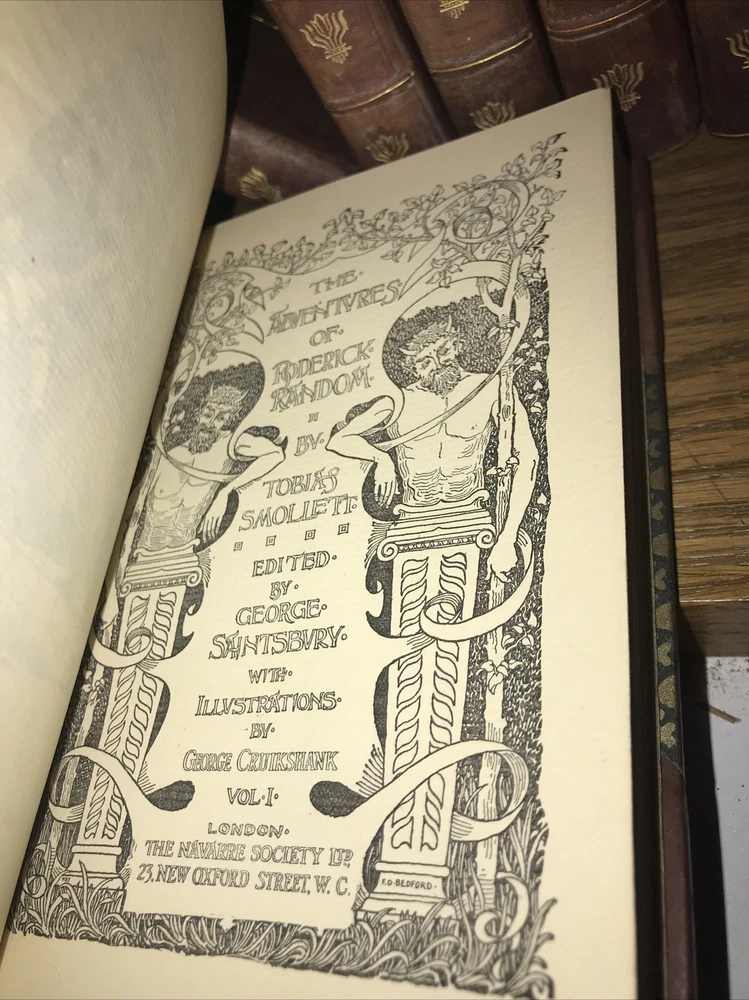 THE·
ADVENTVRES
OF·
RODERICK·
RANDOM·
BY·
TOBIAS
SMOLLETT·
EDITED·
BY·
GEORGE·
SAINTSBVRY·
WITH·
ILLVSTRATIONS·
BY·
GEORGE CRUIKSHANK
VOL·I·
LONDON·
THE NAVARRE SOCIETY LTD
23, NEW OXFORD STREET, W. C.
F·D·BEDFORD·